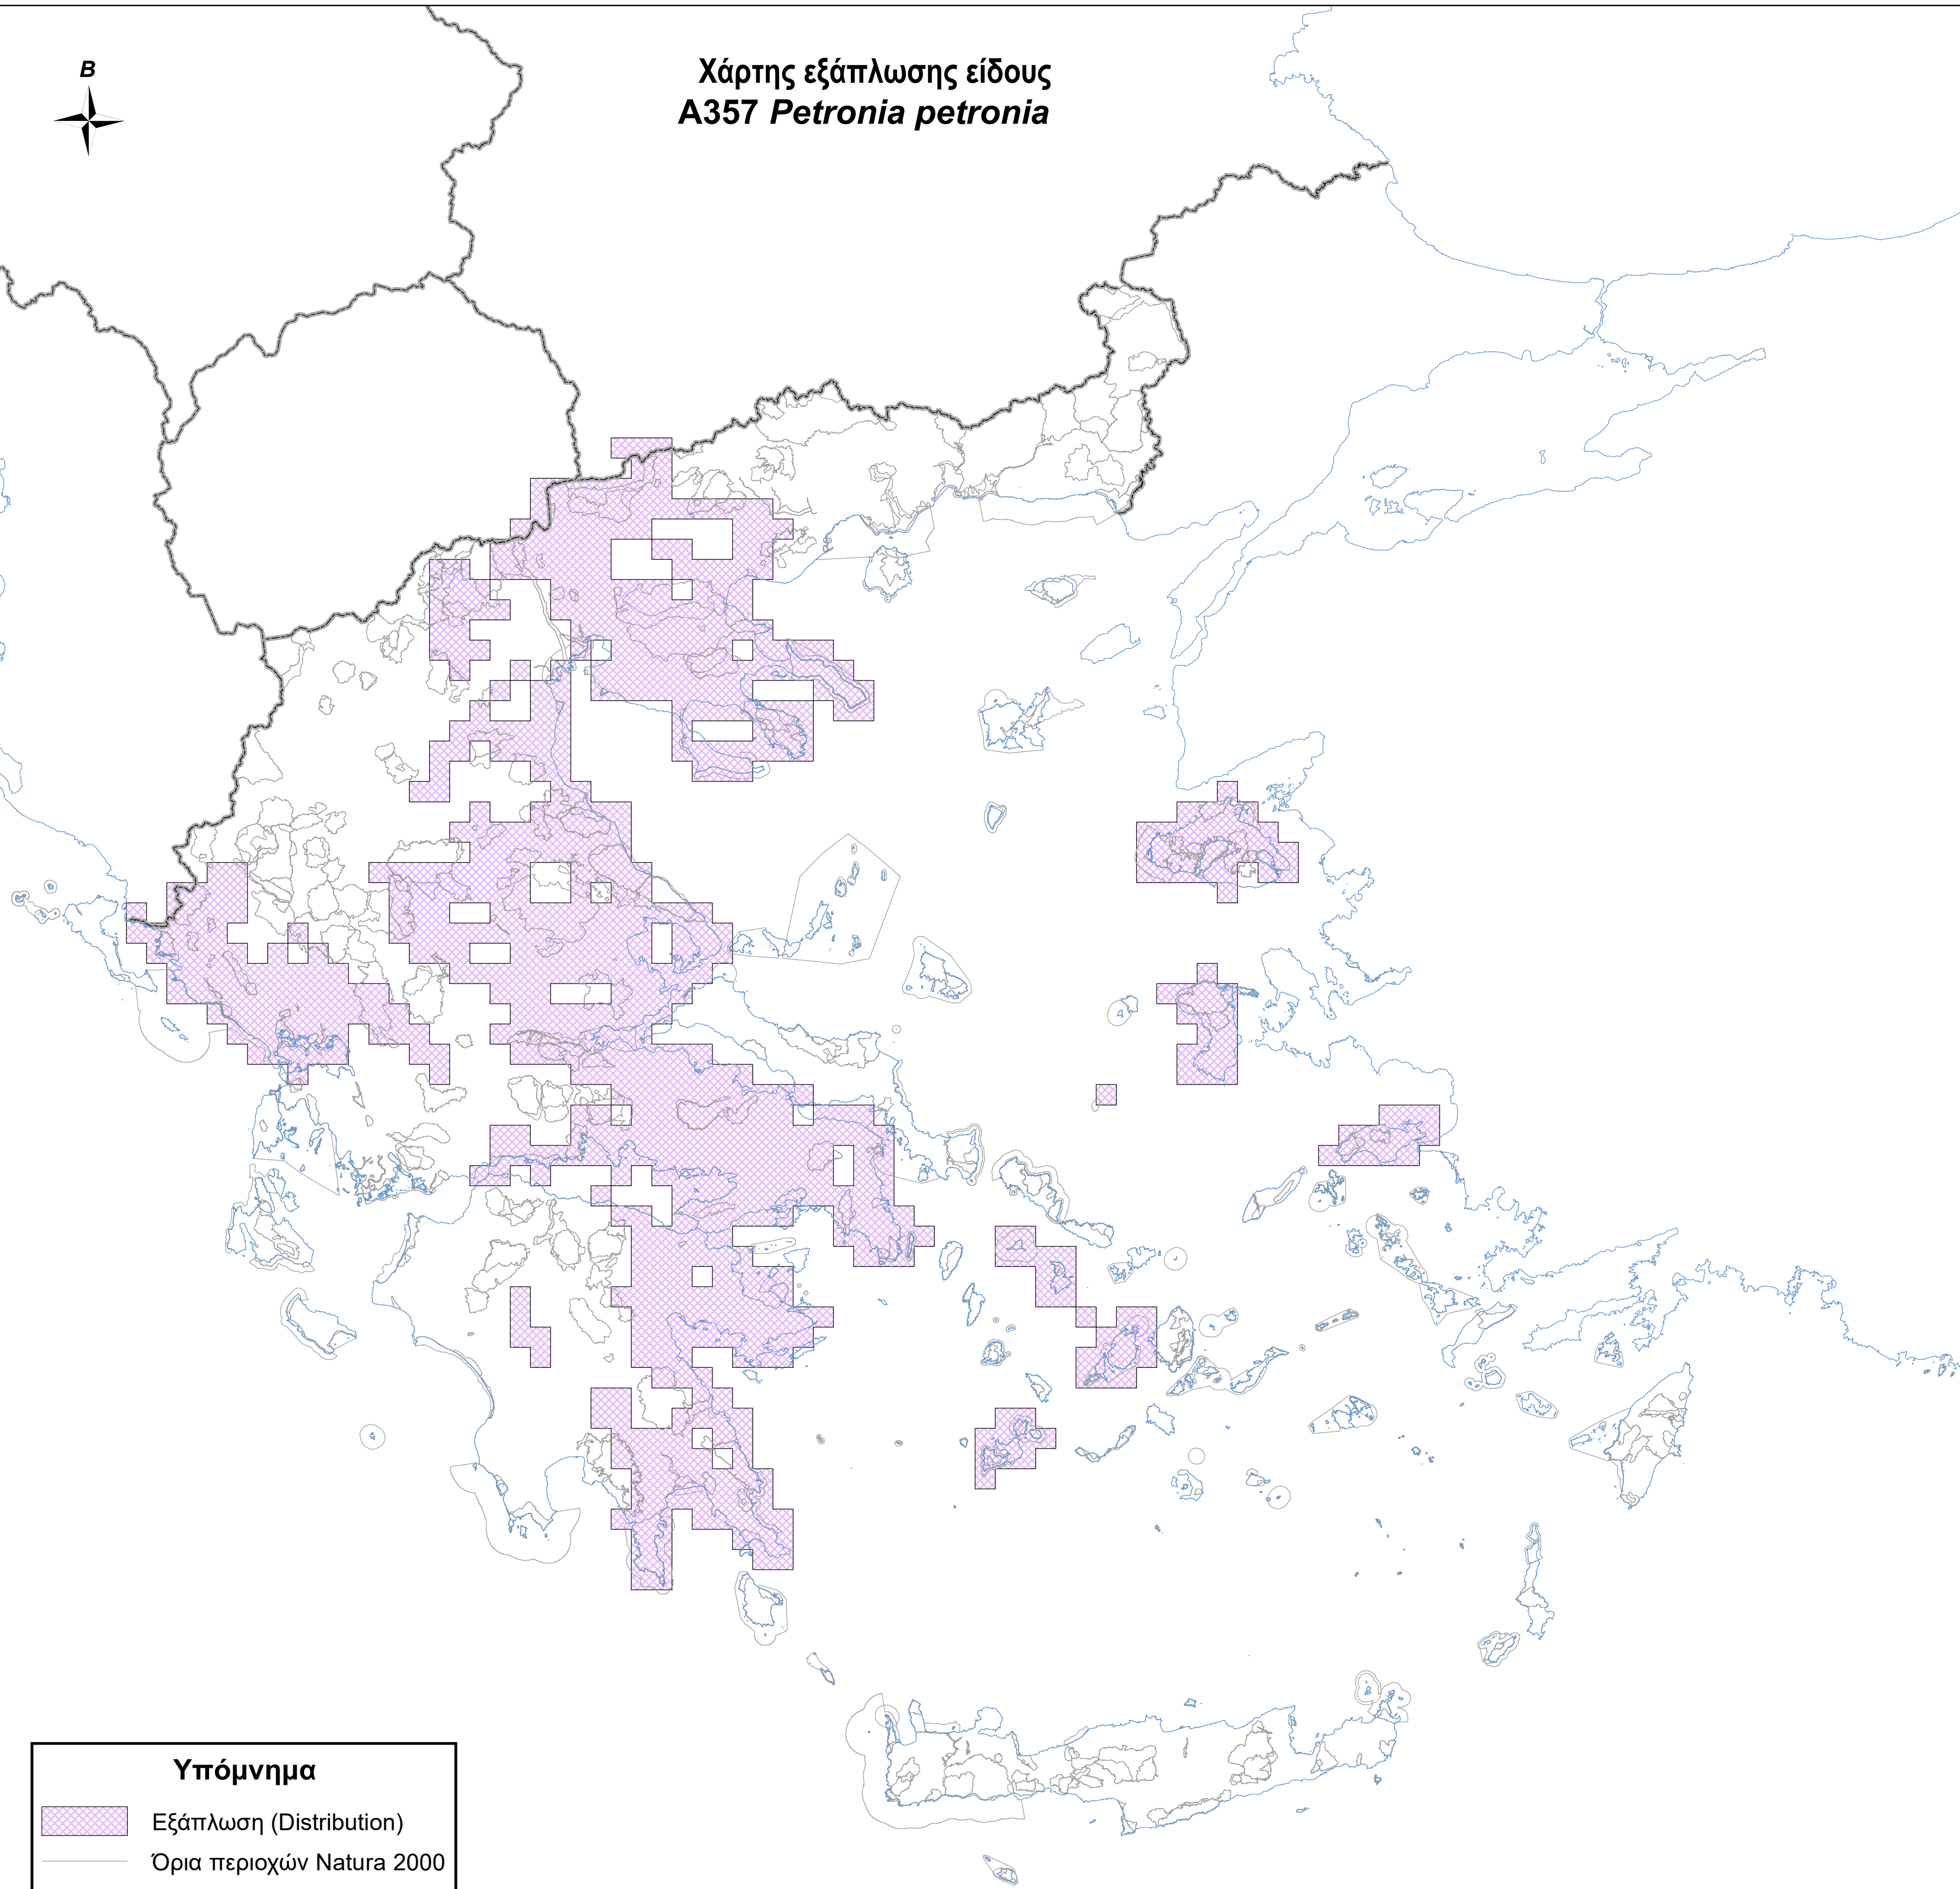 B
Χάρτης εξάπλωσης είδους
A357 Petronia petronia
Υπόμνημα
Εξάπλωση (Distribution)
Όρια περιοχών Natura 2000